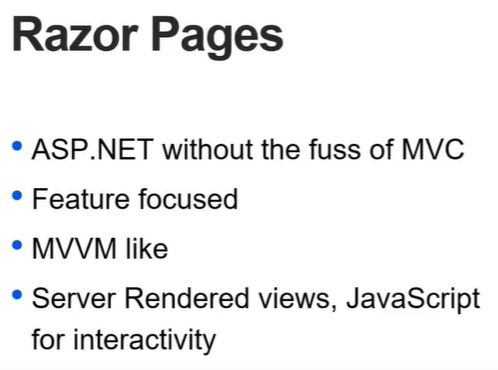 Razor Pages
• ASP.NET without the fuss of MVC
• Feature focused
• MVVM like
• Server Rendered views, JavaScript
for interactivity